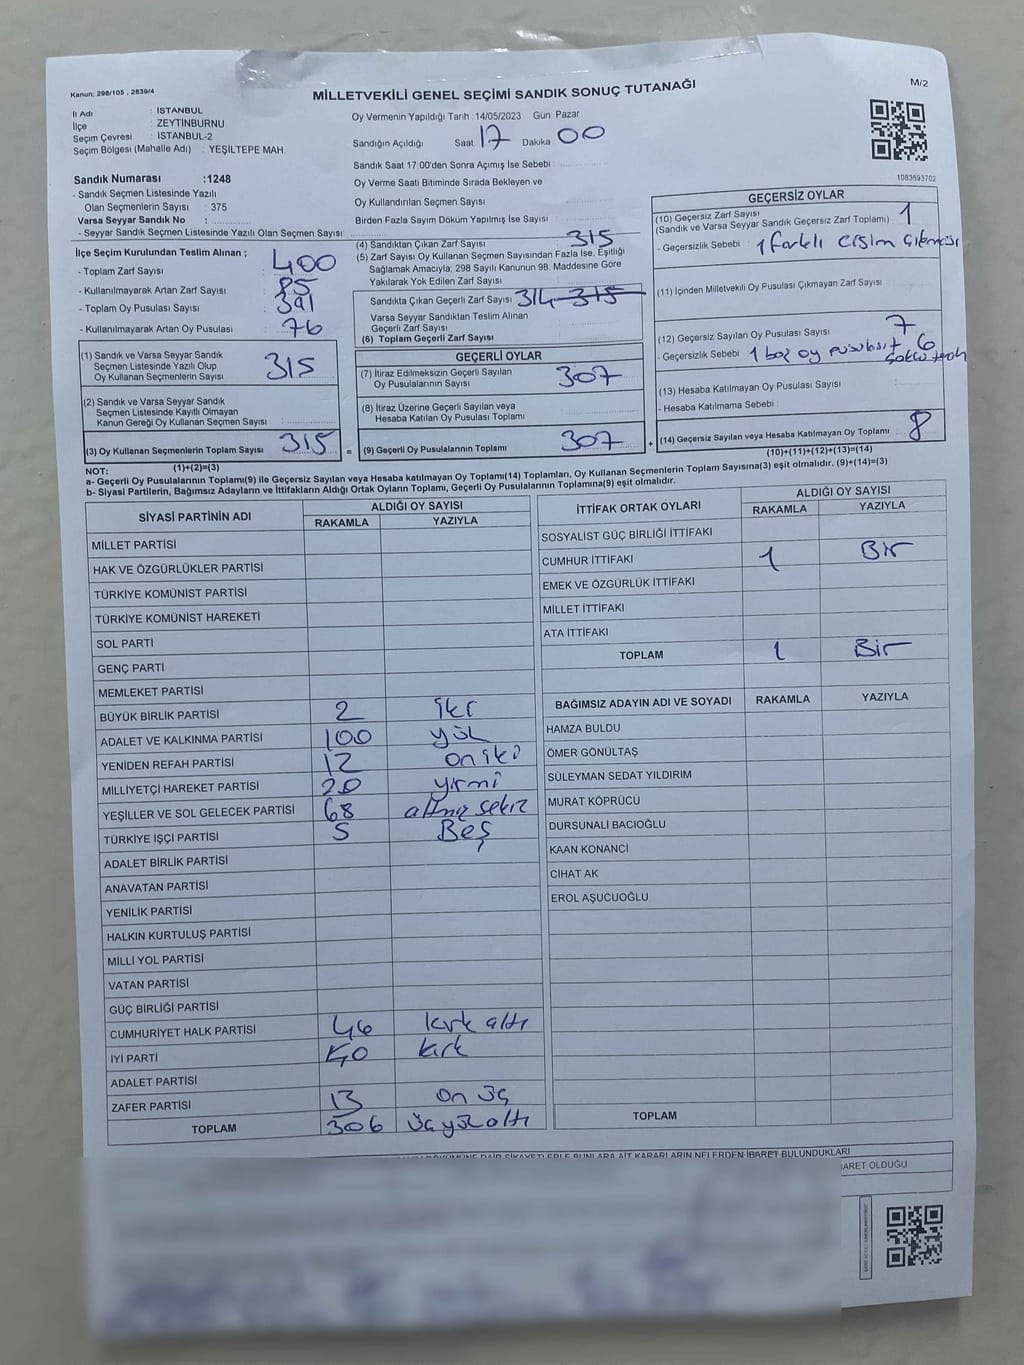 Kanun: 298/105 , 2839/4
MİLLETVEKİLİ GENEL SEÇİMİ SANDIK SONUÇ TUTANAĞI
M/2
İl Adı : İSTANBUL
İlçe : ZEYTİNBURNU
Seçim Çevresi : İSTANBUL-2
Seçim Bölgesi (Mahalle Adı) : YEŞİLTEPE MAH.
Sandık Numarası :1248
- Sandık Seçmen Listesinde Yazılı
Olan Seçmenlerin Sayısı : 375
Varsa Seyyar Sandık No :
- Seyyar Sandık Seçmen Listesinde Yazılı Olan Seçmen Sayısı:
Oy Vermenin Yapıldığı Tarih : 14/05/2023 Gün: Pazar
Sandığın Açıldığı Saat: 17 Dakika 00
Sandık Saat 17:00'den Sonra Açımış İse Sebebi :
Oy Verme Saati Bitiminde Sırada Bekleyen ve
Oy Kullandırılan Seçmen Sayısı
Birden Fazla Sayım Döküm Yapılmış İse Sayısı
1083593702
İlçe Seçim Kurulundan Teslim Alınan ;
- Toplam Zarf Sayısı : 400
- Kullanılmayarak Artan Zarf Sayısı : 85
- Toplam Oy Pusulası Sayısı : 391
- Kullanılmayarak Artan Oy Pusulası : 76
(1) Sandık ve Varsa Seyyar Sandık
Seçmen Listesinde Yazılı Olup
Oy Kullanan Seçmenlerin Sayısı : 315
(2) Sandık ve Varsa Seyyar Sandık
Seçmen Listesinde Kayıtlı Olmayan
Kanun Gereği Oy Kullanan Seçmen Sayısı :
(3) Oy Kullanan Seçmenlerin Toplam Sayısı : 315
(1)+(2)=(3)
(4) Sandıktan Çıkan Zarf Sayısı 315
(5) Zarf Sayısı Oy Kullanan Seçmen Sayısından Fazla İse, Eşitliği
Sağlamak Amacıyla, 298 Sayılı Kanunun 98. Maddesine Göre
Yakılarak Yok Edilen Zarf Sayısı
Sandıkta Çıkan Geçerli Zarf Sayısı 314 315
Varsa Seyyar Sandıktan Teslim Alınan
Geçerli Zarf Sayısı
(6) Toplam Geçerli Zarf Sayısı
GEÇERLİ OYLAR
(7) İtiraz Edilmeksizin Geçerli Sayılan
Oy Pusulalarının Sayısı : 307
(8) İtiraz Üzerine Geçerli Sayılan veya
Hesaba Katılan Oy Pusulası Toplamı :
= (9) Geçerli Oy Pusulalarının Toplamı : 307 +
GEÇERSİZ OYLAR
(10) Geçersiz Zarf Sayısı 1
(Sandık ve Varsa Seyyar Sandık Geçersiz Zarf Toplamı)
- Geçersizlik Sebebi : 1 farklı
(11) İçinden Milletvekili Oy Pusulası Çıkmayan Zarf Sayısı
(12) Geçersiz Sayılan Oy Pusulası Sayısı 7
- Geçersizlik Sebebi 1 boş oy pusulası 6
(13) Hesaba Katılmayan Oy Pusulası Sayısı
- Hesaba Katılmama Sebebi :
(14) Geçersiz Sayılan veya Hesaba Katılmayan Oy Toplamı 8
(10)+(11)+(12)+(13)=(14)
NOT:
a- Geçerli Oy Pusulalarının Toplamı(9) ile Geçersiz Sayılan veya Hesaba katılmayan Oy Toplamı(14) Toplamları, Oy Kullanan Seçmenlerin Toplam Sayısına(3) eşit olmalıdır. (9)+(14)=(3)
b- Siyasi Partilerin, Bağımsız Adayların ve İttifakların Aldığı Ortak Oyların Toplamı, Geçerli Oy Pusulalarının Toplamına(9) eşit olmalıdır.
SİYASİ PARTİNİN ADI ALDIĞI OY SAYISI
RAKAMLA YAZIYLA
MİLLET PARTİSİ
HAK VE ÖZGÜRLÜKLER PARTİSİ
TÜRKİYE KOMÜNİST PARTİSİ
TÜRKİYE KOMÜNİST HAREKETİ
SOL PARTİ
GENÇ PARTİ
MEMLEKET PARTİSİ
BÜYÜK BİRLİK PARTİSİ 2 iki
ADALET VE KALKINMA PARTİSİ 100 yüz
YENİDEN REFAH PARTİSİ 12 on iki
MİLLİYETÇİ HAREKET PARTİSİ 20 yirmi
YEŞİLLER VE SOL GELECEK PARTİSİ 68 altmış sekiz
TÜRKİYE İŞÇİ PARTİSİ 5 Beş
ADALET BİRLİK PARTİSİ
ANAVATAN PARTİSİ
YENİLİK PARTİSİ
HALKIN KURTULUŞ PARTİSİ
MİLLİ YOL PARTİSİ
VATAN PARTİSİ
GÜÇ BİRLİĞİ PARTİSİ
CUMHURİYET HALK PARTİSİ 46 kırk altı
İYİ PARTİ 40 kırk
ADALET PARTİSİ
ZAFER PARTİSİ 13 on üç
TOPLAM 306 üç yüz altı
İTTİFAK ORTAK OYLARI ALDIĞI OY SAYISI
RAKAMLA YAZIYLA
SOSYALİST GÜÇ BİRLİĞİ İTTİFAKI
CUMHUR İTTİFAKI 1 Bir
EMEK VE ÖZGÜRLÜK İTTİFAKI
MİLLET İTTİFAKI
ATA İTTİFAKI
TOPLAM 1 Bir
BAĞIMSIZ ADAYIN ADI VE SOYADI RAKAMLA YAZIYLA
HAMZA BULDU
ÖMER GÖNÜLTAŞ
SÜLEYMAN SEDAT YILDIRIM
MURAT KÖPRÜCÜ
DURSUNALİ BACIOĞLU
KAAN KONANCİ
CİHAT AK
EROL AŞUCUOĞLU
TOPLAM
DÖKÜMÜNE DAİR ŞİKAYETLERLE BUNLARA AİT KARARLARIN NELERDEN İBARET BULUNDUKLARI
İBARET OLDUĞU